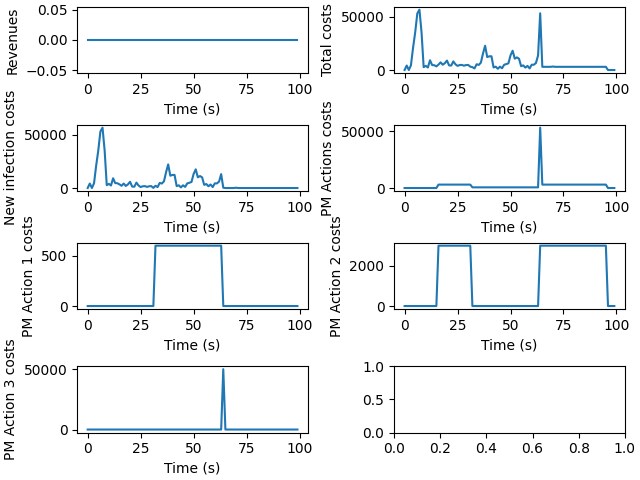 Revenues
0.05
0.00
−0.05
0 25 50 75 100
Time (s)
Total costs
50000
0
0 25 50 75 100
Time (s)
New infection costs
50000
0
0 25 50 75 100
Time (s)
PM Actions costs
50000
0
0 25 50 75 100
Time (s)
PM Action 1 costs
500
0
0 25 50 75 100
Time (s)
PM Action 2 costs
2000
0
0 25 50 75 100
Time (s)
PM Action 3 costs
50000
0
0 25 50 75 100
Time (s)
1.0
0.5
0.0
0.0 0.2 0.4 0.6 0.8 1.0